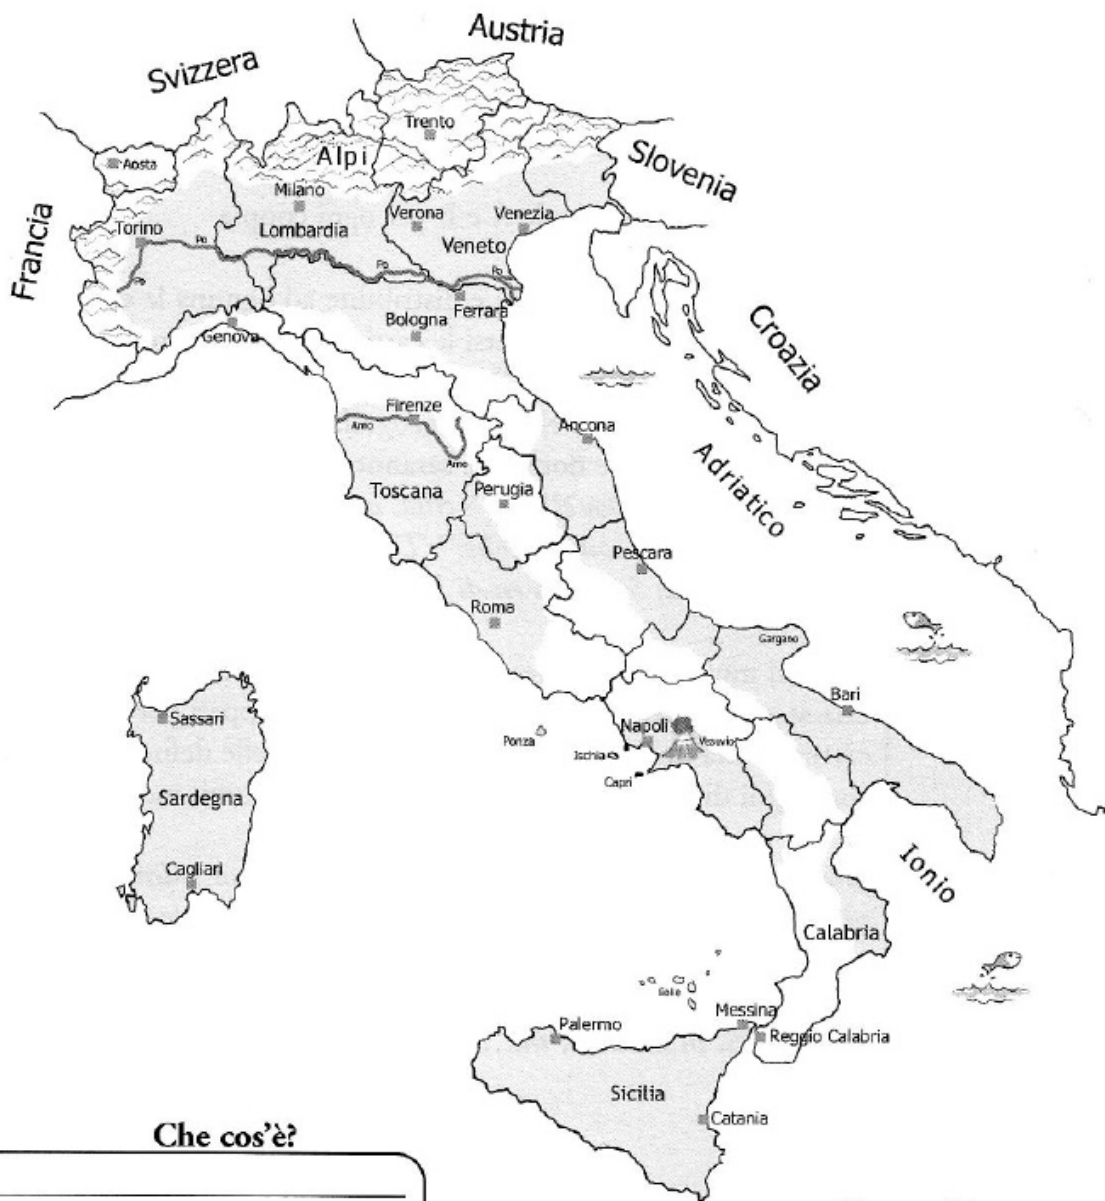 Austria
Svizzera
Trento
Slovenia
Aosta
Alpi
Milano
Verona
Venezia
Francia
Torino
Lombardia
Veneto
Po
Po
Po
Po
Ferrara
Croazia
Bologna
Genova
Firenze
Arno
Arno
Ancona
Adriatico
Toscana
Perugia
Pescara
Roma
Gargano
Bari
Sassari
Napoli
Vesuvio
Ponza
Ischia
Capri
Sardegna
Cagliari
Ionio
Calabria
Eolie
Messina
Palermo
Reggio Calabria
Sicilia
Catania
Che cos'è?